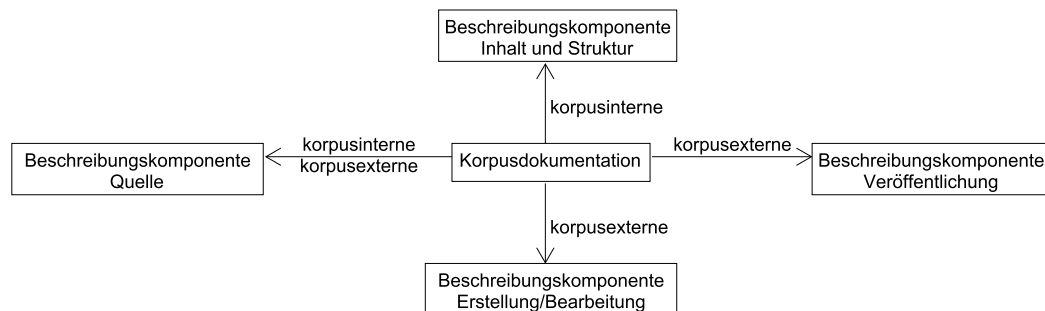 Beschreibungskomponente
Inhalt und Struktur
korpusinterne
korpusinterne
korpusexterne
Beschreibungskomponente
Quelle
Korpusdokumentation
korpusexterne
Beschreibungskomponente
Veröffentlichung
korpusexterne
Beschreibungskomponente
Erstellung/Bearbeitung